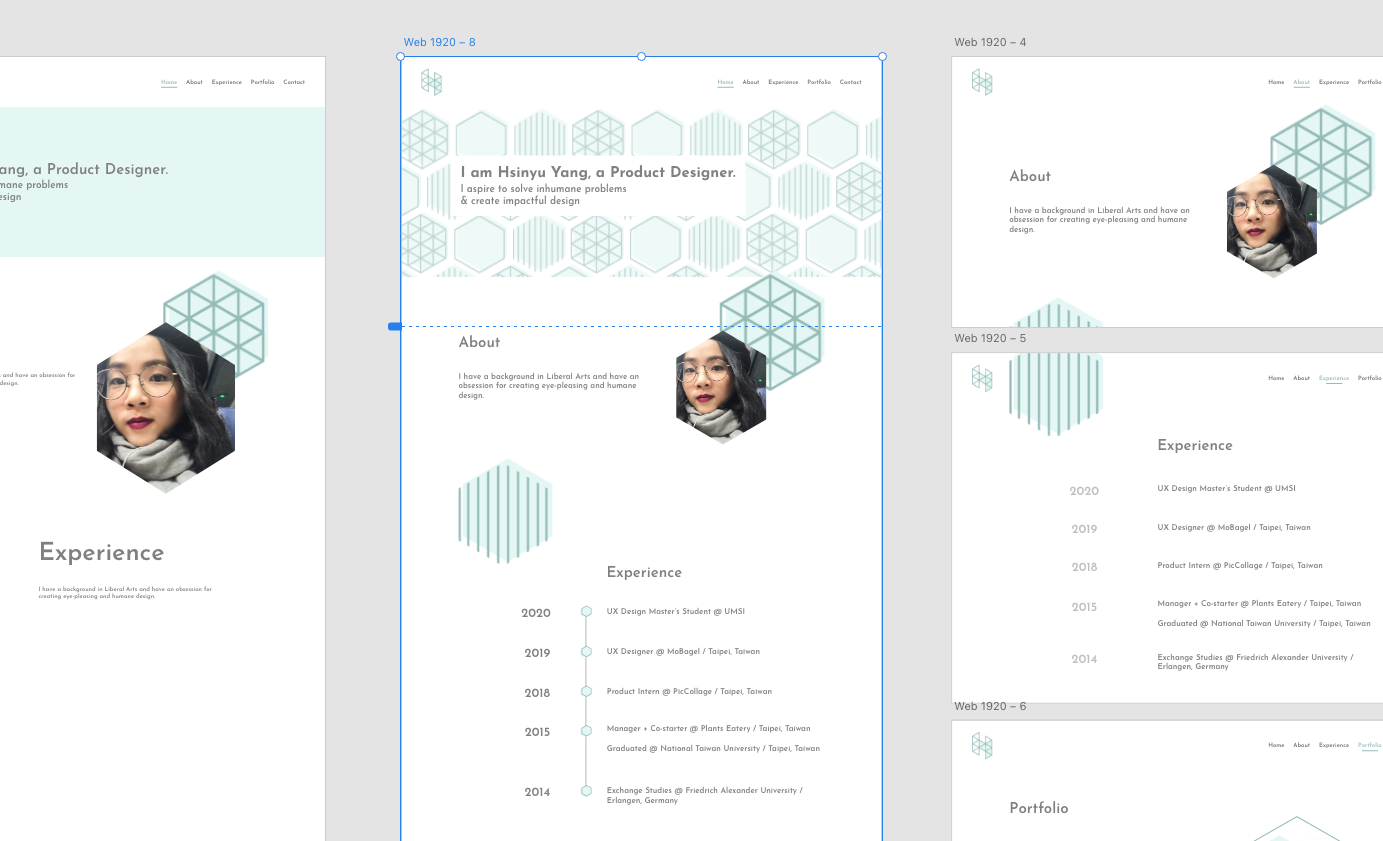 Home About Experience Portfolio Contact
ang, a Product Designer.
mane problems
esign
and have an obsession for
design.
Experience
I have a background in Liberal Arts and have an obsession for
creating eye-pleasing and humane design.
Web 1920 – 8
Home About Experience Portfolio Contact
I am Hsinyu Yang, a Product Designer.
I aspire to solve inhumane problems
& create impactful design
About
I have a background in Liberal Arts and have an
obsession for creating eye-pleasing and humane
design.
Experience
2020 UX Design Master's Student @ UMSI
2019 UX Designer @ MoBagel / Taipei, Taiwan
2018 Product Intern @ PicCollage / Taipei, Taiwan
2015 Manager + Co-starter @ Plants Eatery / Taipei, Taiwan
Graduated @ National Taiwan University / Taipei, Taiwan
2014 Exchange Studies @ Friedrich Alexander University /
Erlangen, Germany
Web 1920 – 4
Home About Experience Portfolio
About
I have a background in Liberal Arts and have an
obsession for creating eye-pleasing and humane
design.
Web 1920 – 5
Home About Experience Portfolio
Experience
2020 UX Design Master's Student @ UMSI
2019 UX Designer @ MoBagel / Taipei, Taiwan
2018 Product Intern @ PicCollage / Taipei, Taiwan
2015 Manager + Co-starter @ Plants Eatery / Taipei, Taiwan
Graduated @ National Taiwan University / Taipei, Taiwan
2014 Exchange Studies @ Friedrich Alexander University /
Erlangen, Germany
Web 1920 – 6
Home About Experience Portfolio
Portfolio